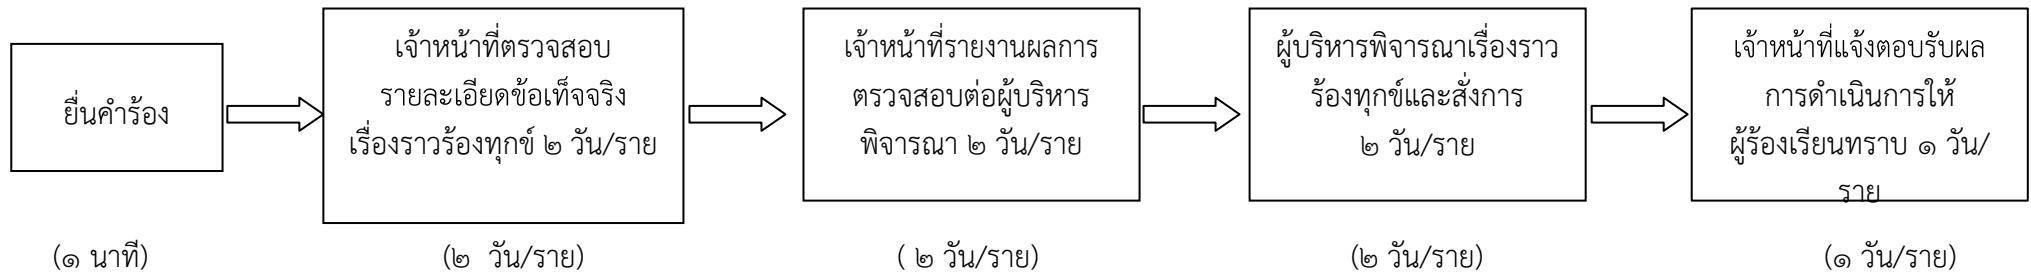 ยื่นคำร้อง
เจ้าหน้าที่ตรวจสอบ
รายละเอียดข้อเท็จจริง
เรื่องราวร้องทุกข์ ๒ วัน/ราย
เจ้าหน้าที่รายงานผลการ
ตรวจสอบต่อผู้บริหาร
พิจารณา ๒ วัน/ราย
ผู้บริหารพิจารณาเรื่องราว
ร้องทุกข์และสั่งการ
๒ วัน/ราย
เจ้าหน้าที่แจ้งตอบรับผล
การดำเนินการให้
ผู้ร้องเรียนทราบ ๑ วัน/
ราย
(๑ นาที)
(๒ วัน/ราย)
( ๒ วัน/ราย)
(๒ วัน/ราย)
(๑ วัน/ราย)